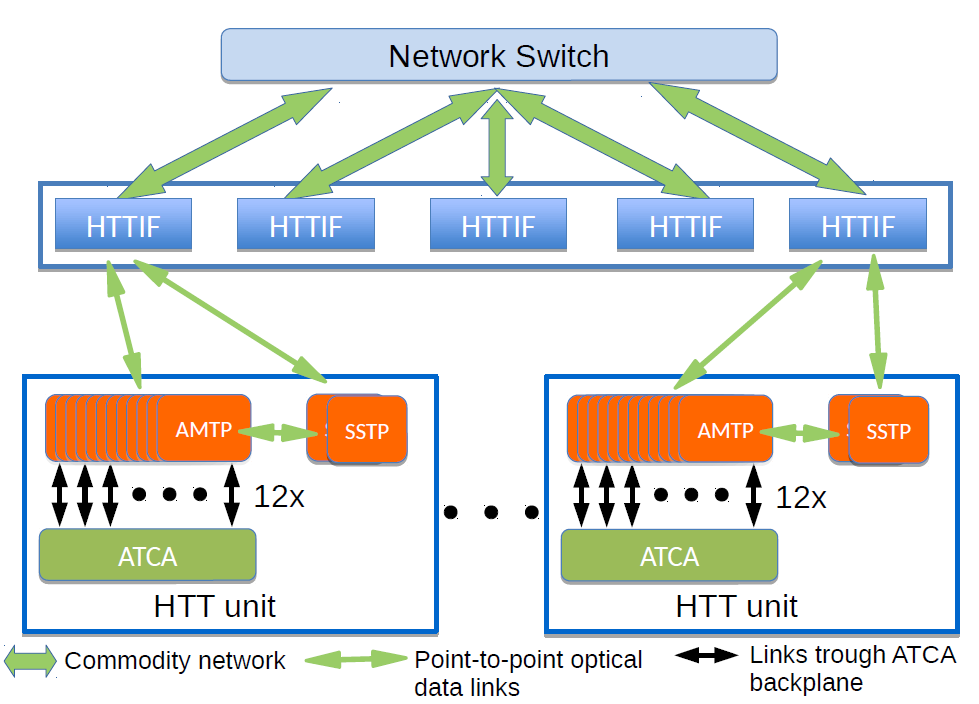 Network Switch
HTTIF HTTIF HTTIF HTTIF HTTIF
AMTP S SSTP AMTP S SSTP
12x 12x
ATCA ATCA
HTT unit HTT unit
Commodity network
Point-to-point optical
data links
Links trough ATCA
backplane